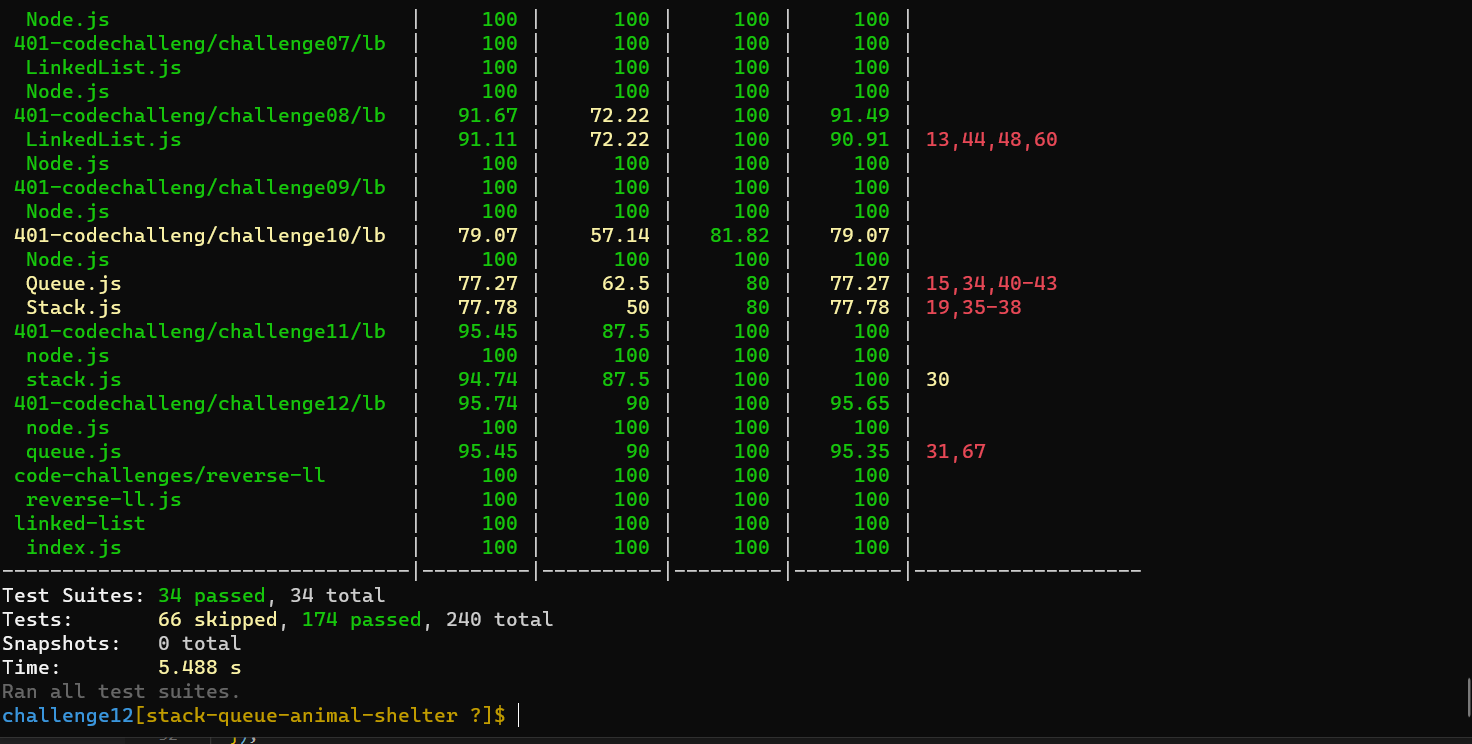 Node.js | 100 | 100 | 100 | 100 |
401-codechalleng/challenge07/lb | 100 | 100 | 100 | 100 |
LinkedList.js | 100 | 100 | 100 | 100 |
Node.js | 100 | 100 | 100 | 100 |
401-codechalleng/challenge08/lb | 91.67 | 72.22 | 100 | 91.49 |
LinkedList.js | 91.11 | 72.22 | 100 | 90.91 | 13,44,48,60
Node.js | 100 | 100 | 100 | 100 |
401-codechalleng/challenge09/lb | 100 | 100 | 100 | 100 |
Node.js | 100 | 100 | 100 | 100 |
401-codechalleng/challenge10/lb | 79.07 | 57.14 | 81.82 | 79.07 |
Node.js | 100 | 100 | 100 | 100 |
Queue.js | 77.27 | 62.5 | 80 | 77.27 | 15,34,40-43
Stack.js | 77.78 | 50 | 80 | 77.78 | 19,35-38
401-codechalleng/challenge11/lb | 95.45 | 87.5 | 100 | 100 |
node.js | 100 | 100 | 100 | 100 |
stack.js | 94.74 | 87.5 | 100 | 100 | 30
401-codechalleng/challenge12/lb | 95.74 | 90 | 100 | 95.65 |
node.js | 100 | 100 | 100 | 100 |
queue.js | 95.45 | 90 | 100 | 95.35 | 31,67
code-challenges/reverse-ll | 100 | 100 | 100 | 100 |
reverse-ll.js | 100 | 100 | 100 | 100 |
linked-list | 100 | 100 | 100 | 100 |
index.js | 100 | 100 | 100 | 100 |
----------------------------------|---------|----------|---------|---------|-------------------
Test Suites: 34 passed, 34 total
Tests: 66 skipped, 174 passed, 240 total
Snapshots: 0 total
Time: 5.488 s
Ran all test suites.
challenge12[stack-queue-animal-shelter ?]$